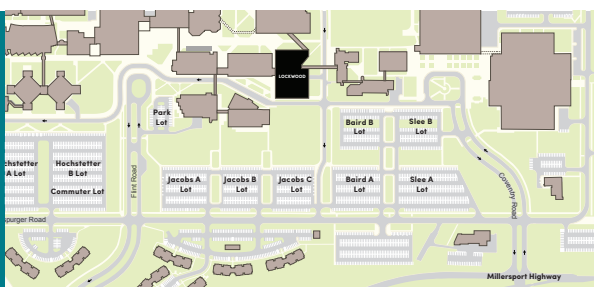 LOCKWOOD
Park
Lot
Baird B
Lot
Slee B
Lot
Hochstetter
B Lot
Commuter Lot
A Lot
Flint Road
Jacobs A
Lot
Jacobs B
Lot
Jacobs C
Lot
Baird A
Lot
Slee A
Lot
Coventry Road
Road
Millersport Highway